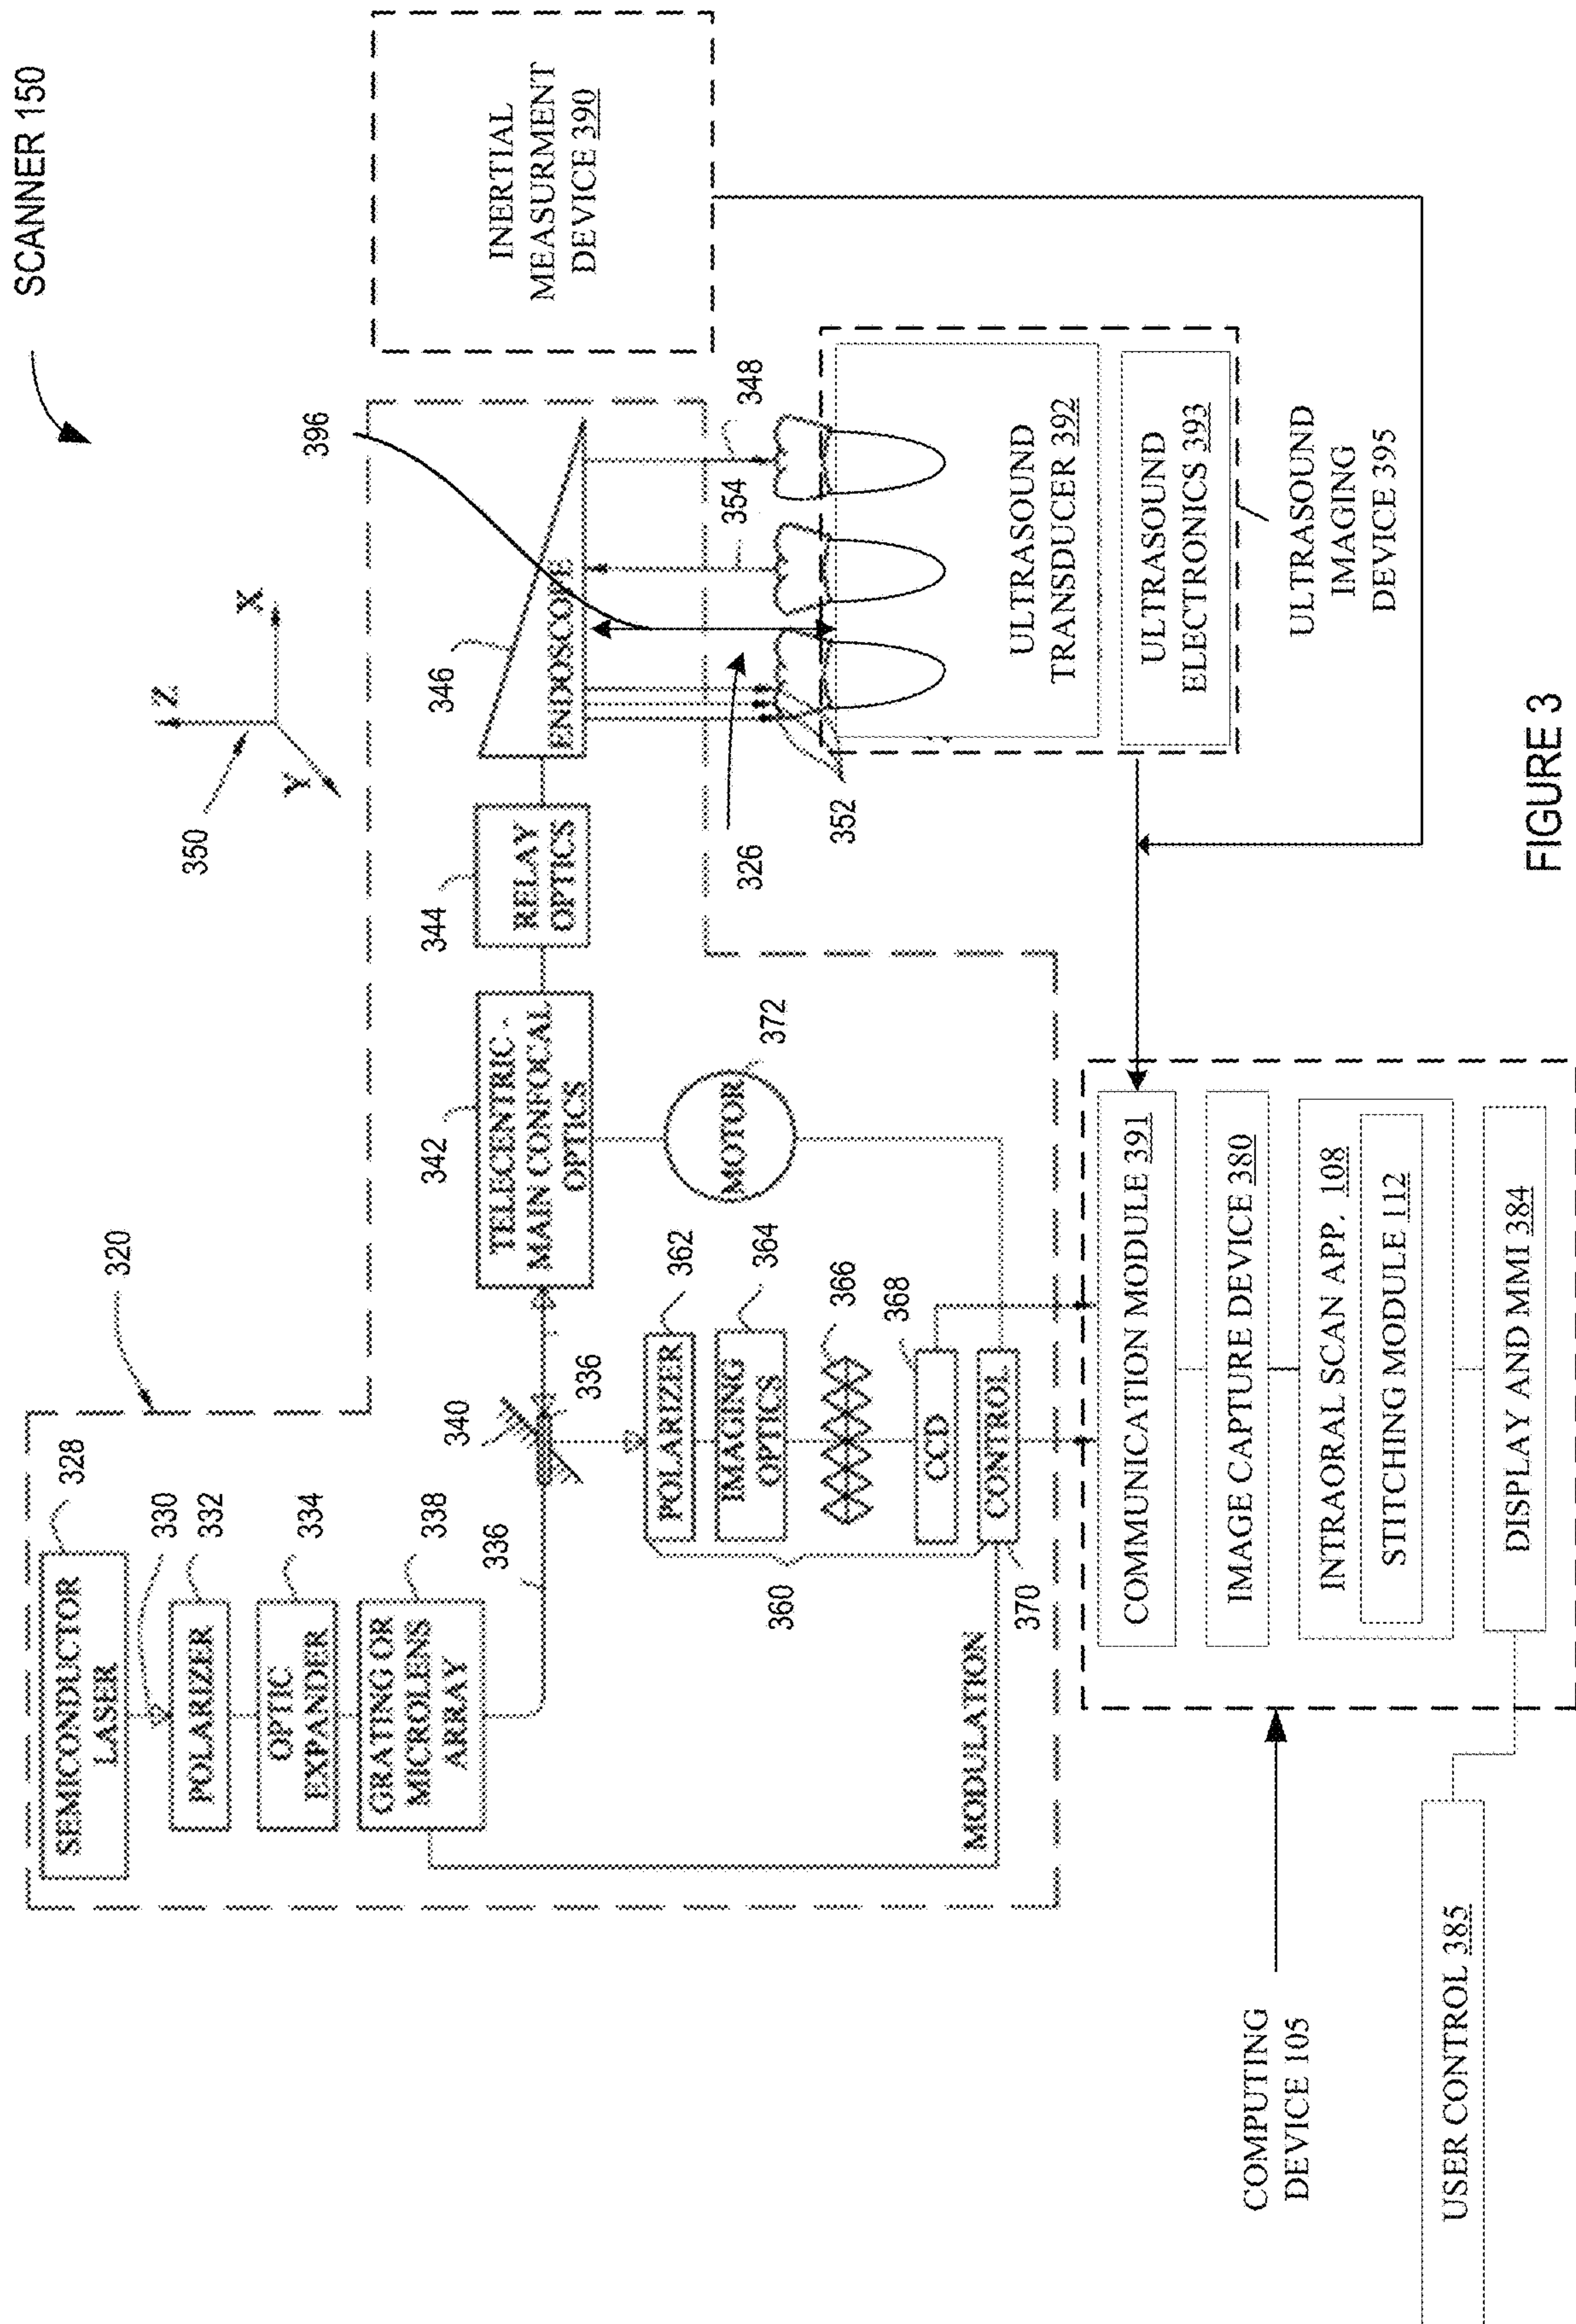 SCANNER 150
320
328
SEMICONDUCTOR
LASER
330
332
POLARIZER
334
OPTIC
EXPANDER
338
GRATING OR
MICROLENS
ARRAY
336
340
336
342
TELECENTRIC -
MAIN CONFOCAL
OPTICS
344
RELAY
OPTICS
346
ENDOSCOPE
350
Z
X
Y
396
INERTIAL
MEASURMENT
DEVICE 390
348
354
326
352
362
POLARIZER
364
IMAGING
OPTICS
366
368
CCD
CONTROL
360
370
372
MOTOR
MODULATION
ULTRASOUND
TRANSDUCER 392
ULTRASOUND
ELECTRONICS 393
ULTRASOUND
IMAGING
DEVICE 395
COMMUNICATION MODULE 391
IMAGE CAPTURE DEVICE 380
INTRAORAL SCAN APP. 108
STITCHING MODULE 112
DISPLAY AND MMI 384
COMPUTING
DEVICE 105
USER CONTROL 385
FIGURE 3